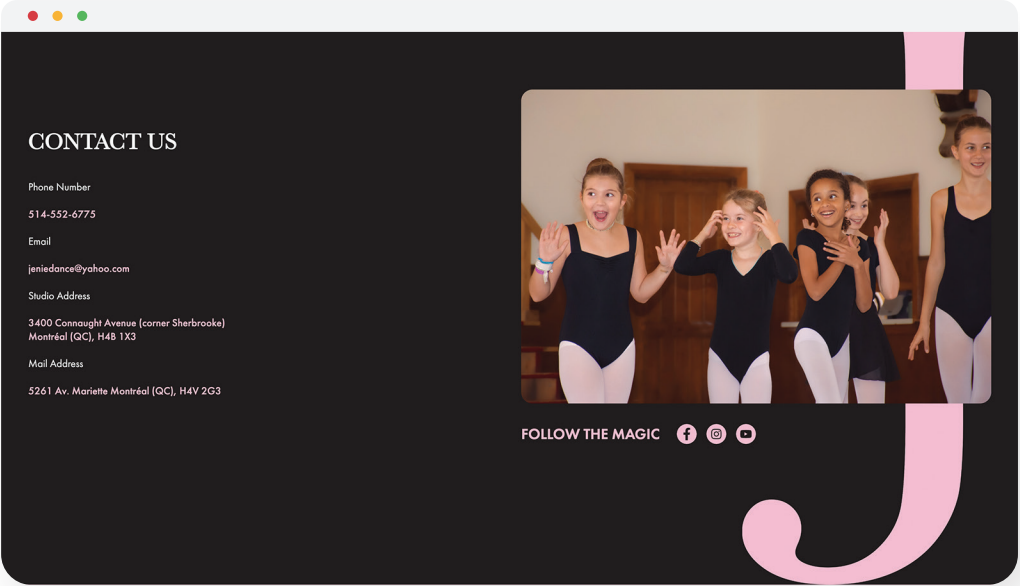 CONTACT US
Phone Number
514-552-6775
Email
jeniedance@yahoo.com
Studio Address
3400 Connaught Avenue (corner Sherbrooke)
Montréal (QC), H4B 1X3
Mail Address
5261 Av. Mariette Montréal (QC), H4V 2G3
FOLLOW THE MAGIC
J